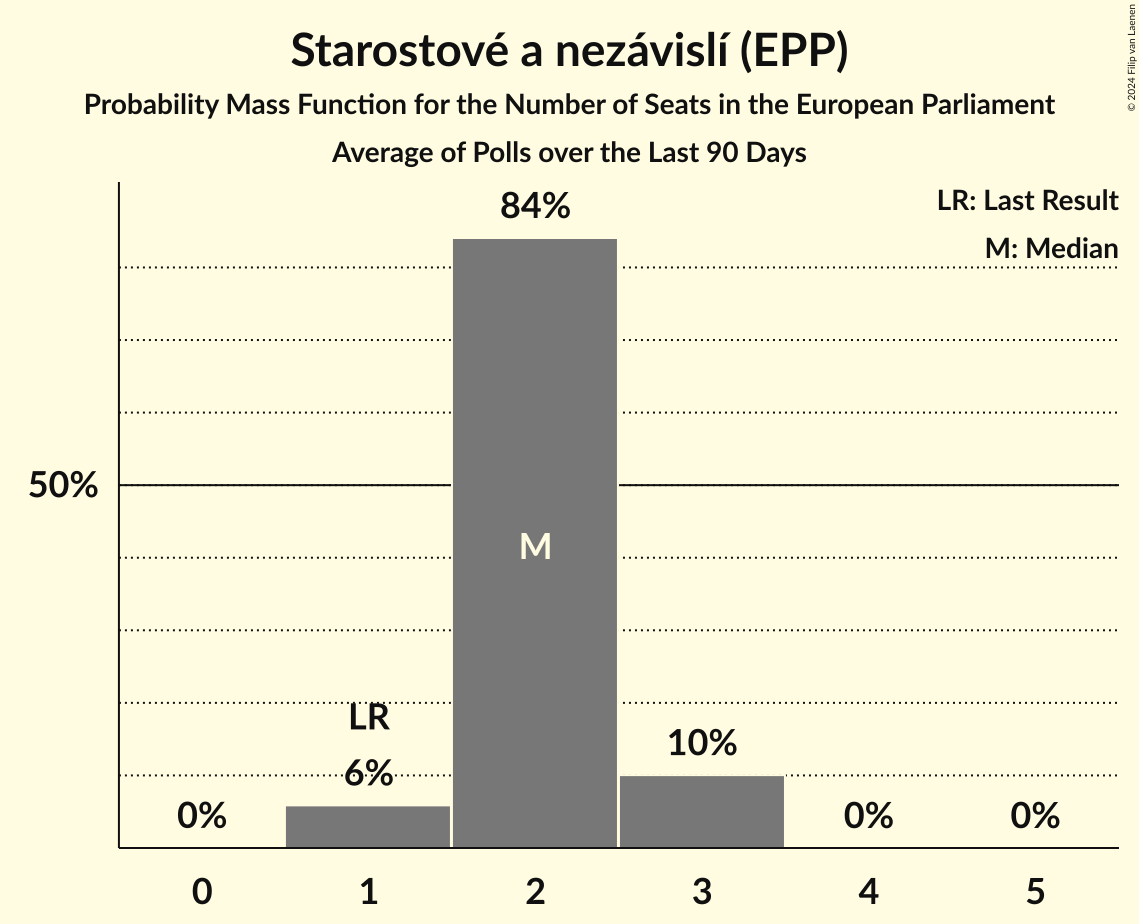 Starostové a nezávislí (EPP)
Probability Mass Function for the Number of Seats in the European Parliament
Average of Polls over the Last 90 Days
© 2024 Filip van Laenen
LR: Last Result
M: Median
84%
50%
M
LR
6%
10%
0%
0%
0%
0 1 2 3 4 5